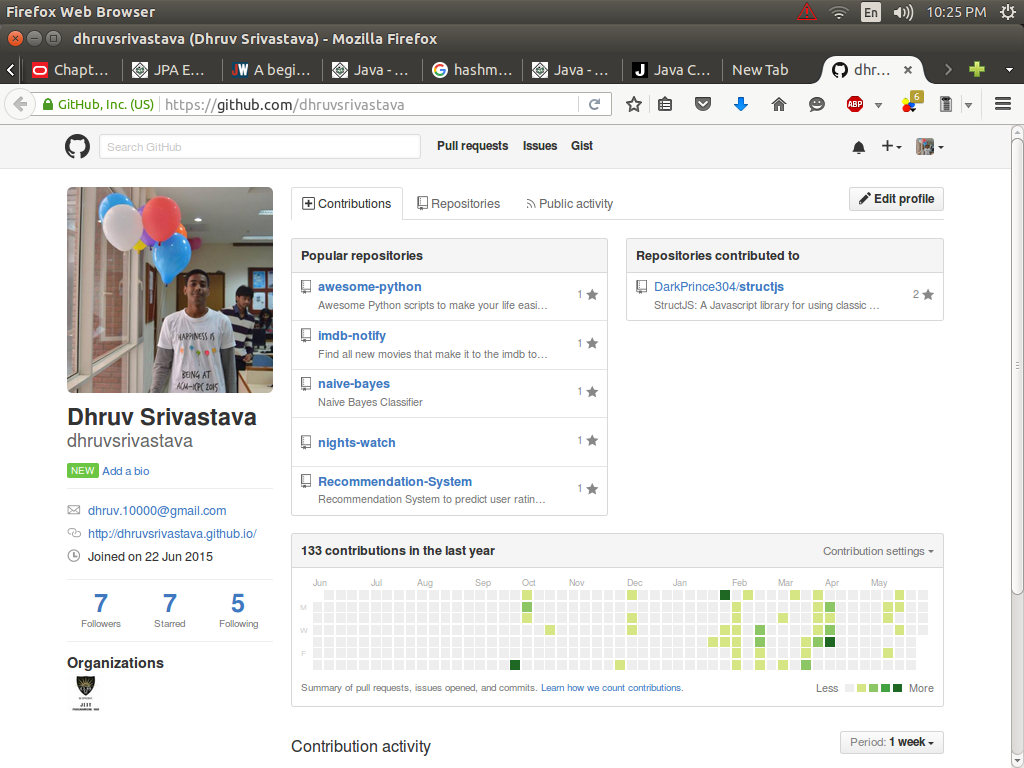 Firefox Web Browser
En
10:25 PM
dhruvsrivastava (Dhruv Srivastava) - Mozilla Firefox
Chapt...
JPA E...
JW A begi...
Java - ...
G hashm...
Java - ...
J Java C...
New Tab
dhr...
GitHub, Inc. (US)
https://github.com/dhruvsrivastava
ABP
6
Search GitHub
Pull requests
Issues
Gist
Contributions
Repositories
Public activity
Edit profile
HAPPINESS IS
BEING AT
ACM-ICPC 2015
Dhruv Srivastava
dhruvsrivastava
NEW Add a bio
dhruv.10000@gmail.com
http://dhruvsrivastava.github.io/
Joined on 22 Jun 2015
7
Followers
7
Starred
5
Following
Organizations
Popular repositories
awesome-python
Awesome Python scripts to make your life easi...
1
imdb-notify
Find all new movies that make it to the imdb to...
1
naive-bayes
Naive Bayes Classifier
1
nights-watch
1
Recommendation-System
Recommendation System to predict user ratin...
1
Repositories contributed to
DarkPrince304/structjs
StructJS: A Javascript library for using classic ...
2
133 contributions in the last year
Contribution settings
Jun Jul Aug Sep Oct Nov Dec Jan Feb Mar Apr May
M
W
F
Summary of pull requests, issues opened, and commits. Learn how we count contributions.
Less
More
Contribution activity
Period: 1 week